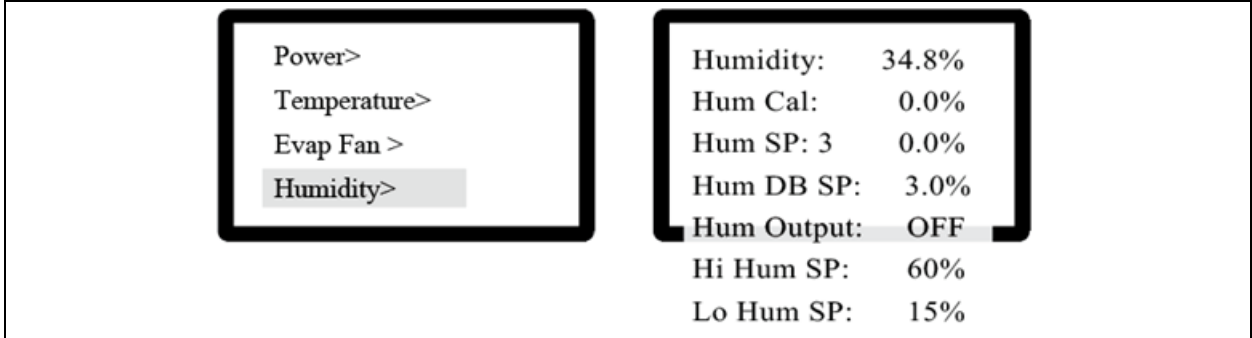 Power>
Temperature>
Evap Fan >
Humidity>
Humidity: 34.8%
Hum Cal: 0.0%
Hum SP: 3 0.0%
Hum DB SP: 3.0%
Hum Output: OFF
Hi Hum SP: 60%
Lo Hum SP: 15%